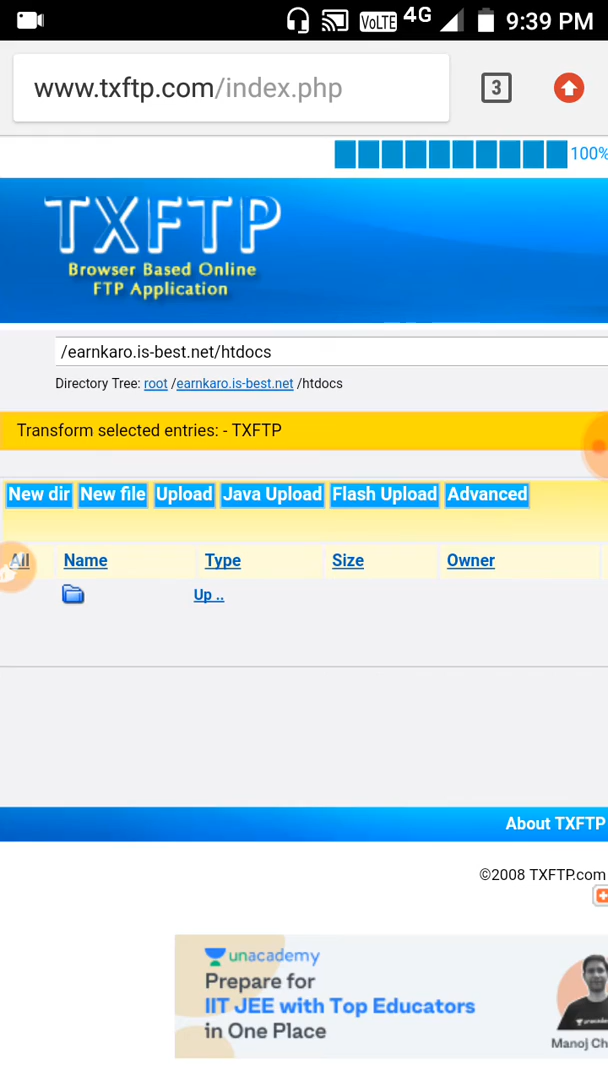 VoLTE 4G 9:39 PM
www.txftp.com/index.php 3
100%
TXFTP
Browser Based Online
FTP Application
/earnkaro.is-best.net/htdocs
Directory Tree: root /earnkaro.is-best.net /htdocs
Transform selected entries: - TXFTP
New dir New file Upload Java Upload Flash Upload Advanced
All Name Type Size Owner
Up ..
About TXFTP
©2008 TXFTP.com
unacademy
Prepare for
IIT JEE with Top Educators
in One Place
Manoj Ch